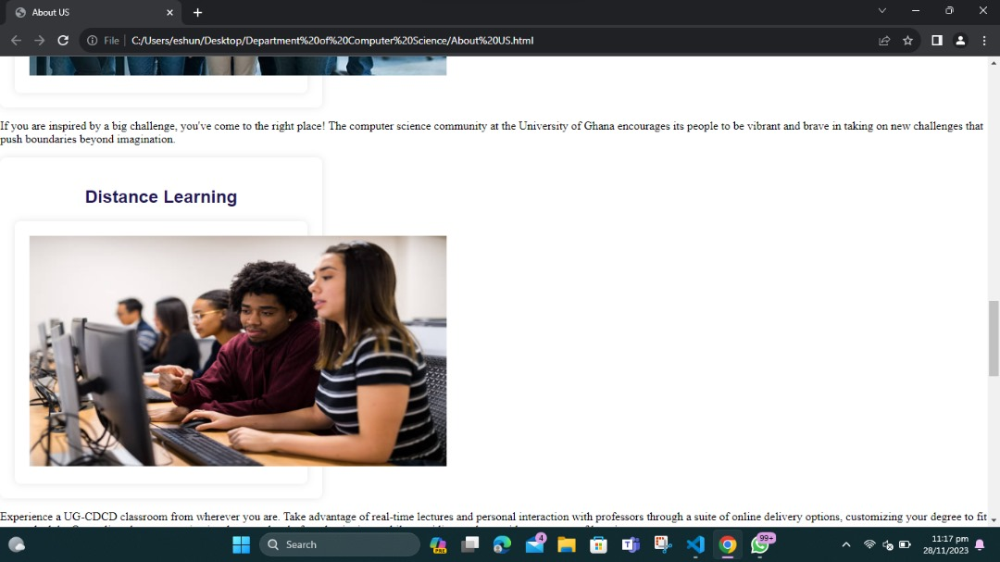 About US
File
C:/Users/eshun/Desktop/Department%20of%20Computer%20Science/About%20US.html
If you are inspired by a big challenge, you've come to the right place! The computer science community at the University of Ghana encourages its people to be vibrant and brave in taking on new challenges that
push boundaries beyond imagination.
Distance Learning
Experience a UG-CDCD classroom from wherever you are. Take advantage of real-time lectures and personal interaction with professors through a suite of online delivery options, customizing your degree to fit
Search
PRE
4
99+
11:17 pm
28/11/2023